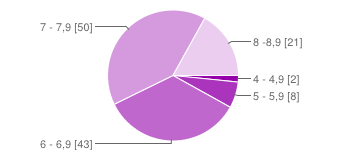 7 - 7,9 [50]
8 -8,9 [21]
4 - 4,9 [2]
5 - 5,9 [8]
6 - 6,9 [43]